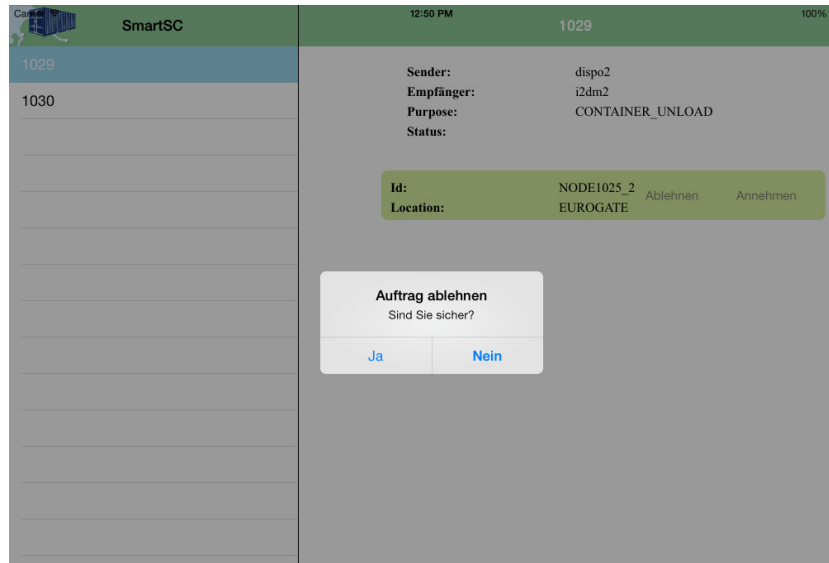 Ca
12:50 PM
100%
SmartSC
1029
1029
1030
Sender: dispo2
Empfänger: i2dm2
Purpose: CONTAINER_UNLOAD
Status:
Id: NODE1025_2
Location: EUROGATE
Ablehnen Annehmen
Auftrag ablehnen
Sind Sie sicher?
Ja Nein